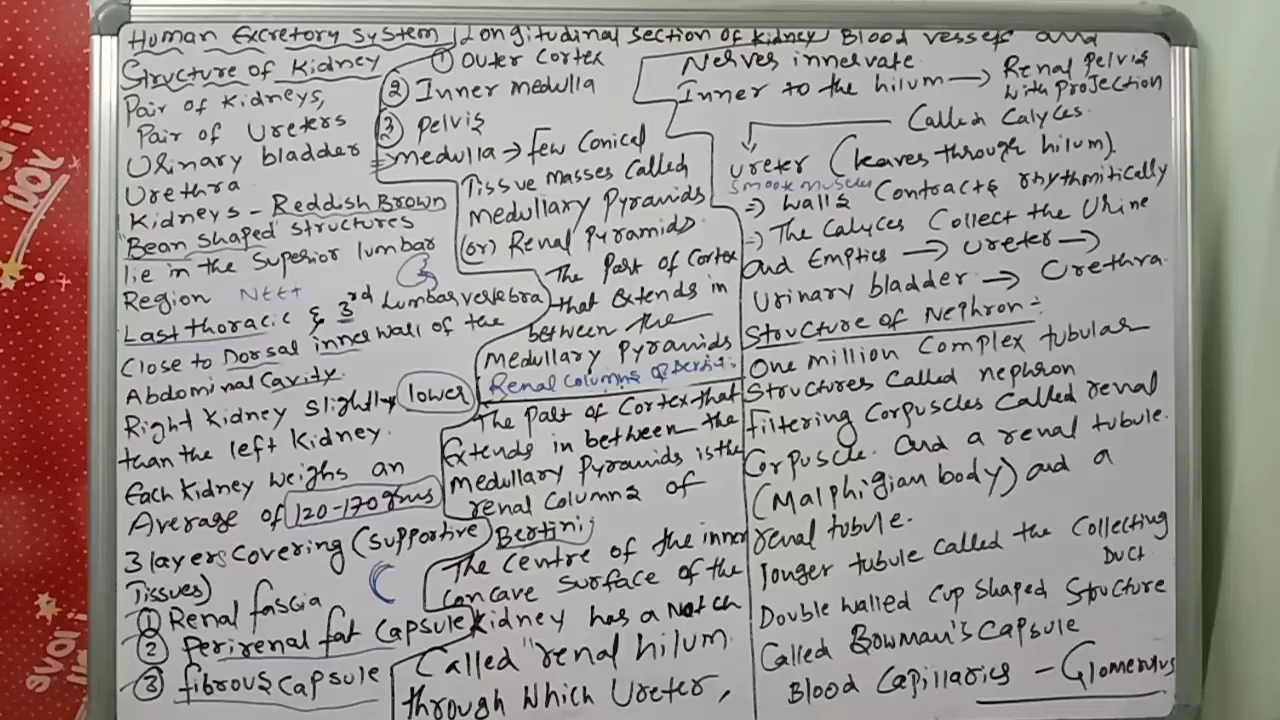 Human Excretory System
Structure of Kidney
Pair of Kidneys,
Pair of Ureters
Urinary bladder
Urethra
Kidneys - Reddish Brown
"Bean shaped" structures
lie in the Superior lumbar
Region NEET
Last thoracic & 3rd Lumbar vertebra
Close to Dorsal inner wall of the
Abdominal Cavity.
Right Kidney slightly lower
than the left Kidney.
Each Kidney weighs an
Average of 120-170 gms
3 layers covering (supportive
Tissues)
① Renal fascia
② Perirenal fat capsule
③ fibrous capsule
Longitudinal section of Kidney
① Outer Cortex
② Inner medulla
③ Pelvis
medulla → few Conical
Tissue masses called
medullary Pyramids
(or) Renal Pyramids
The Part of Cortex
that Extends in
between the
medullary Pyramids
Renal Columns of Bertini.
The Part of Cortex that
Extends in between the
medullary Pyramids is the
renal Columns of
Bertini;
The centre of the inner
Concave surface of the
Kidney has a Notch
Called "renal hilum
through which Ureter,
Blood vessels and
Nerves innervate.
Inner to the hilum → Renal Pelvis
with Projection
Called Calyces.
Ureter (leaves through hilum).
Smooth muscles
⇒ walls Contracts rhythmitically
⇒ The Calyces Collect the Urine
and Empties → Ureter →
Urinary bladder → Urethra.
Structure of Nephron :-
One million Complex tubular
Structures called nephron
Filtering Corpuscles called renal
Corpuscle. and a renal tubule.
(Malphigian body) and a
renal tubule.
longer tubule called the Collecting
Duct
Double walled cup shaped Structure
Called Bowman's Capsule
Blood Capillaries - Glomerulus
I love
You!
I love